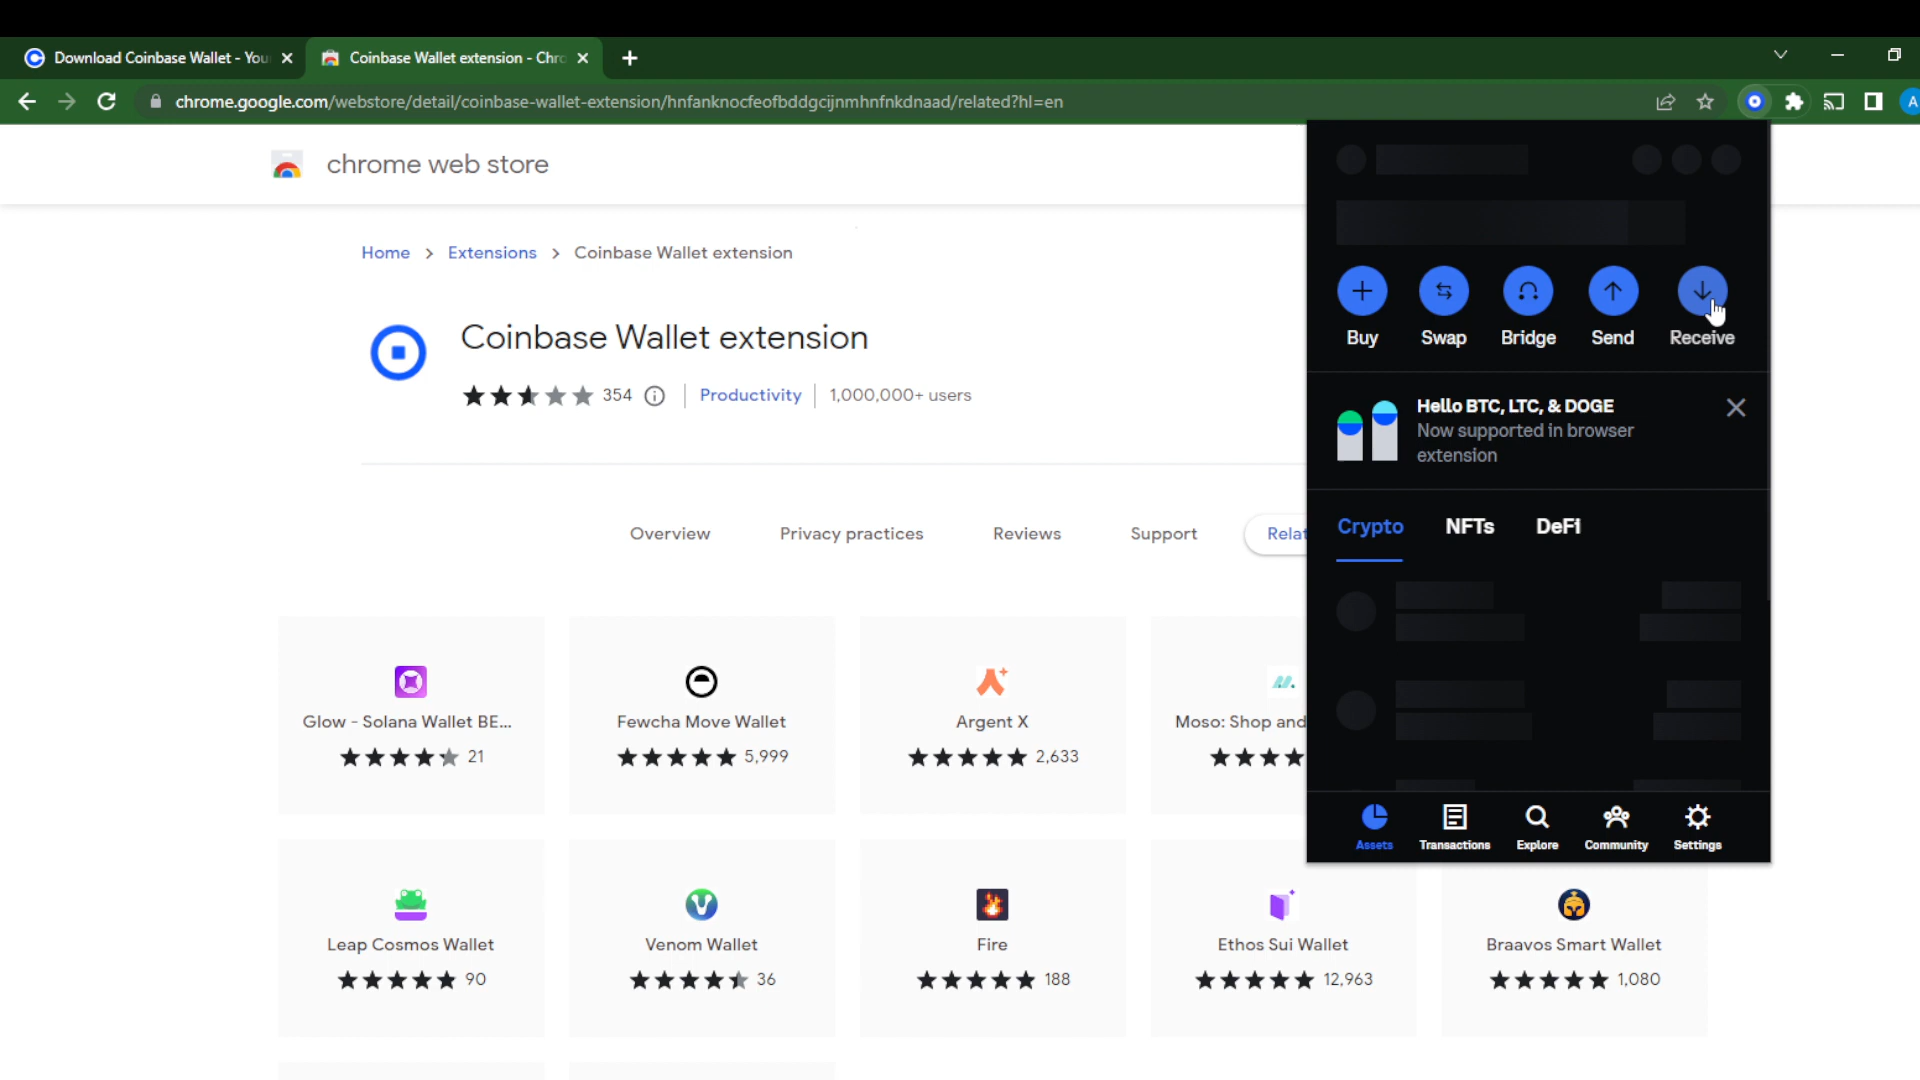 Download Coinbase Wallet - You
Coinbase Wallet extension - Chro
chrome.google.com/webstore/detail/coinbase-wallet-extension/hnfanknocfeofbddgcijnmhnfnkdnaad/related?hl=en
A
chrome web store
Home > Extensions > Coinbase Wallet extension
Coinbase Wallet extension
354
Productivity
1,000,000+ users
Overview
Privacy practices
Reviews
Support
Relat
Glow - Solana Wallet BE...
21
Fewcha Move Wallet
5,999
Argent X
2,633
Moso: Shop and
Leap Cosmos Wallet
90
Venom Wallet
36
Fire
188
Ethos Sui Wallet
12,963
Braavos Smart Wallet
1,080
Buy
Swap
Bridge
Send
Receive
Hello BTC, LTC, & DOGE
Now supported in browser
extension
Crypto
NFTs
DeFi
Assets
Transactions
Explore
Community
Settings